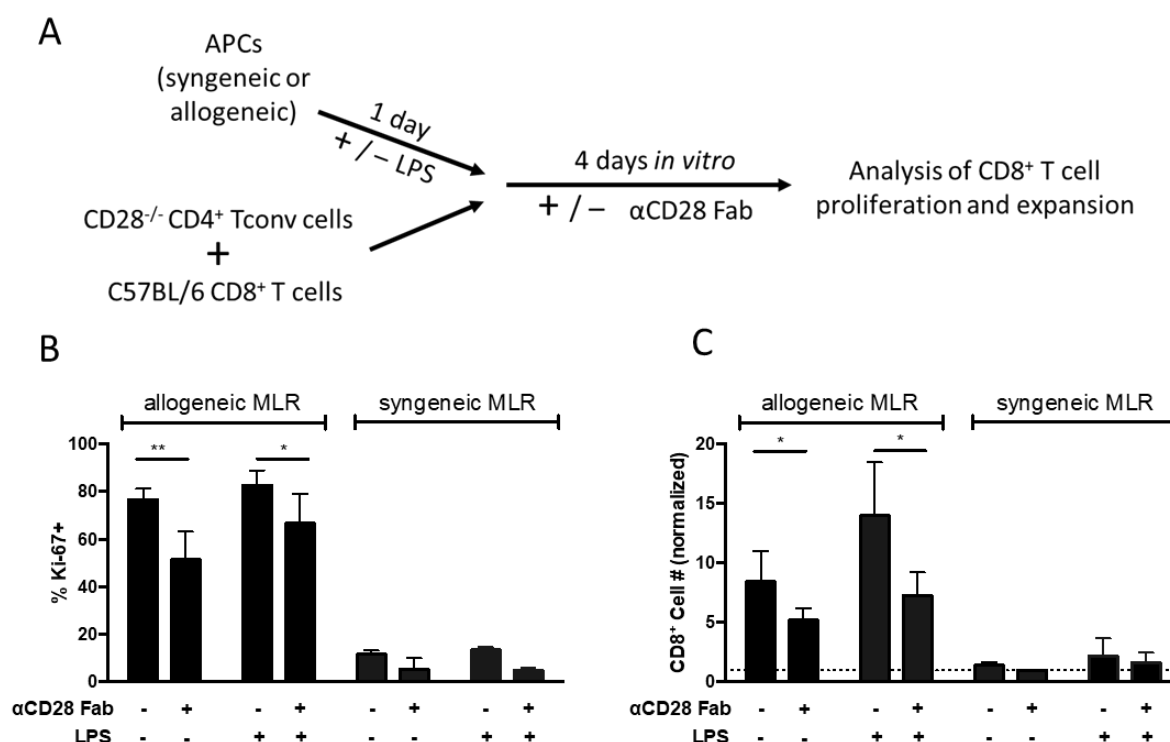 A
APCs
(syngeneic or
allogeneic)
1 day
+ / – LPS
CD28-/- CD4+ Tconv cells
+
C57BL/6 CD8+ T cells
4 days in vitro
+ / – αCD28 Fab
Analysis of CD8+ T cell
proliferation and expansion
B
allogeneic MLR
syngeneic MLR
% Ki-67+
100
80
60
40
20
0
**
*
αCD28 Fab - + - + - + - +
LPS - - + + - - + +
C
allogeneic MLR
syngeneic MLR
CD8+ Cell # (normalized)
20
15
10
5
0
*
*
αCD28 Fab - + - + - + - +
LPS - - + + - - + +